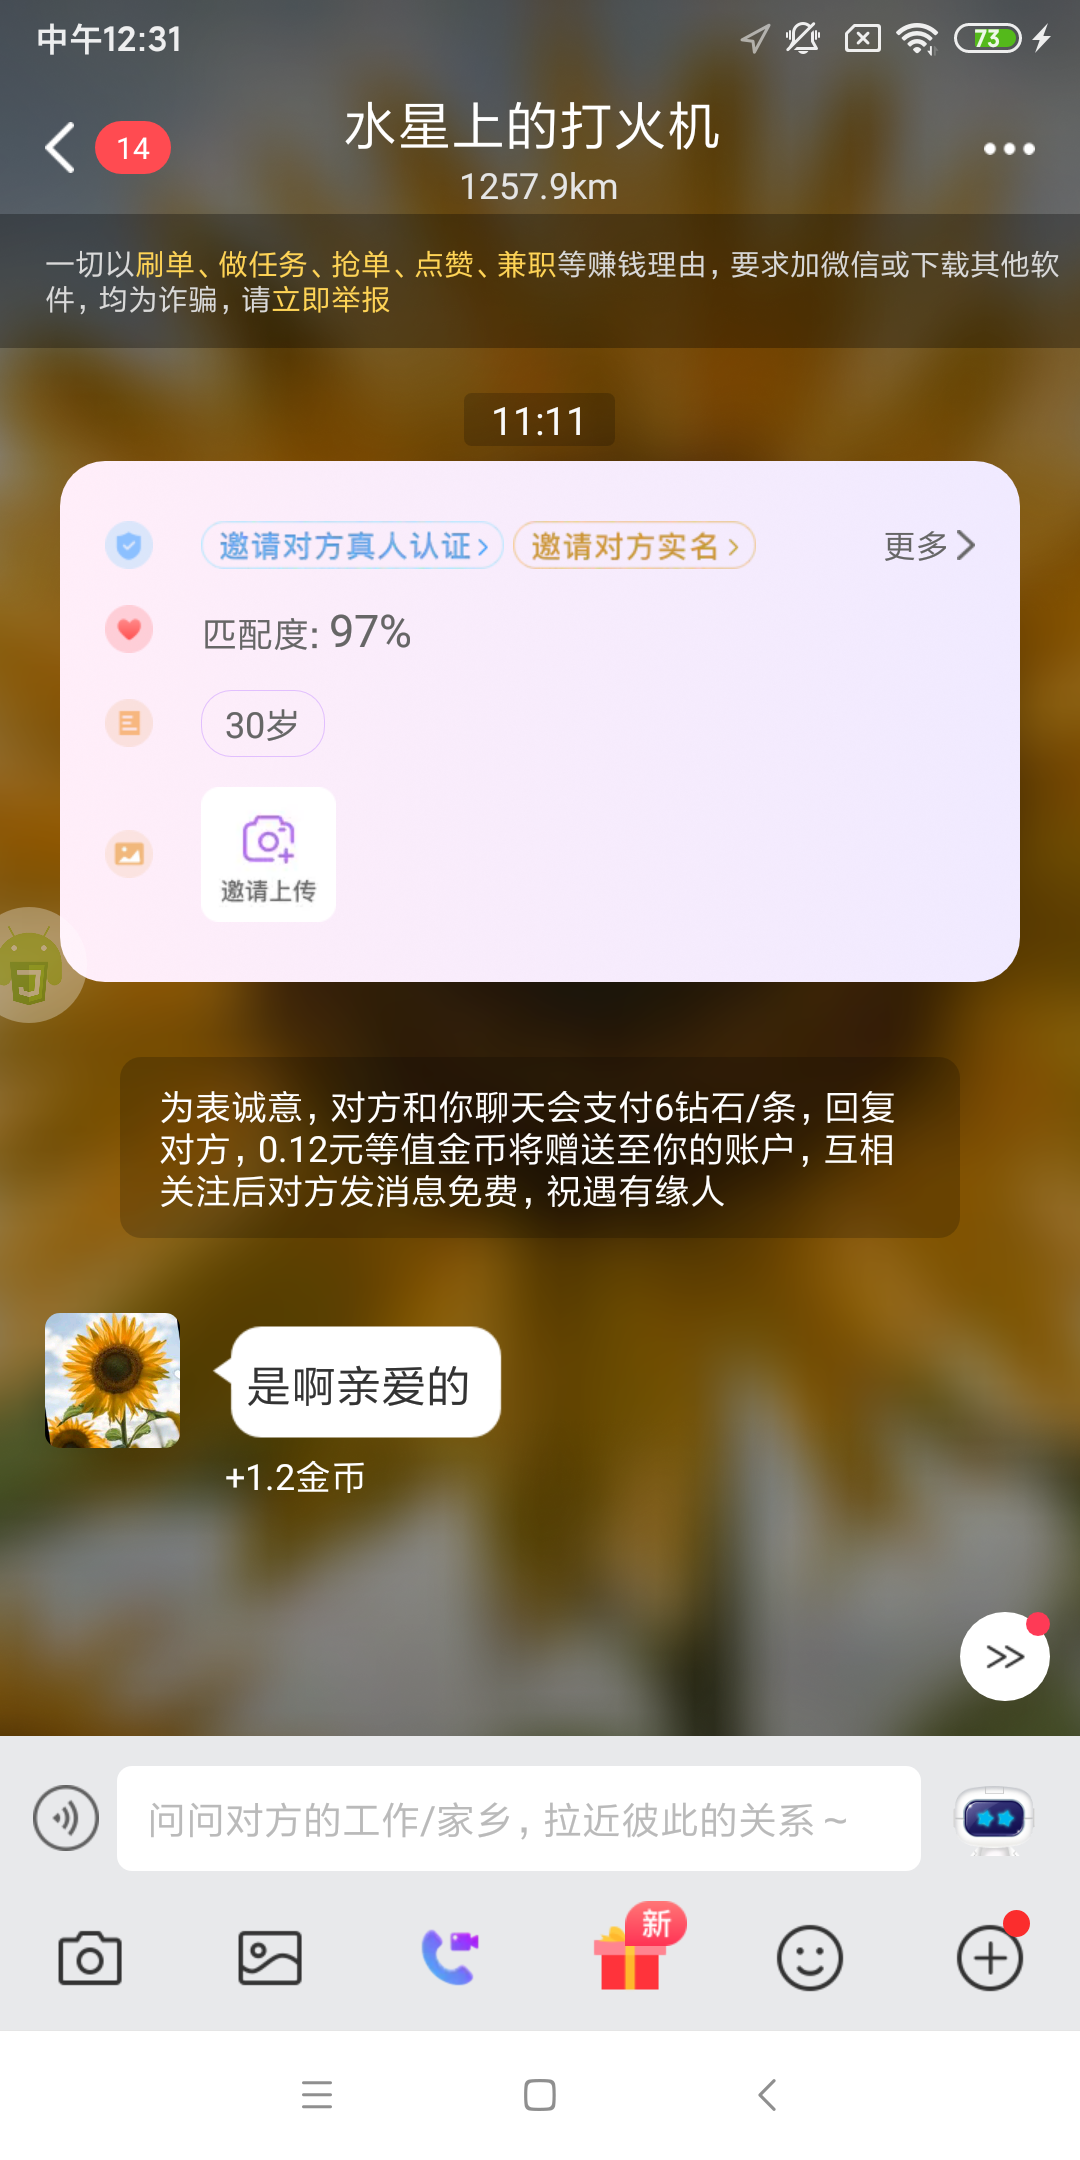 中午12:31
73
14
水星上的打火机
1257.9km
一切以刷单、做任务、抢单、点赞、兼职等赚钱理由，要求加微信或下载其他软
件，均为诈骗，请立即举报
11:11
邀请对方真人认证 邀请对方实名 更多
匹配度: 97%
30岁
邀请上传
为表诚意，对方和你聊天会支付6钻石/条，回复
对方，0.12元等值金币将赠送至你的账户，互相
关注后对方发消息免费，祝遇有缘人
是啊亲爱的
+1.2金币
问问对方的工作/家乡，拉近彼此的关系~
新